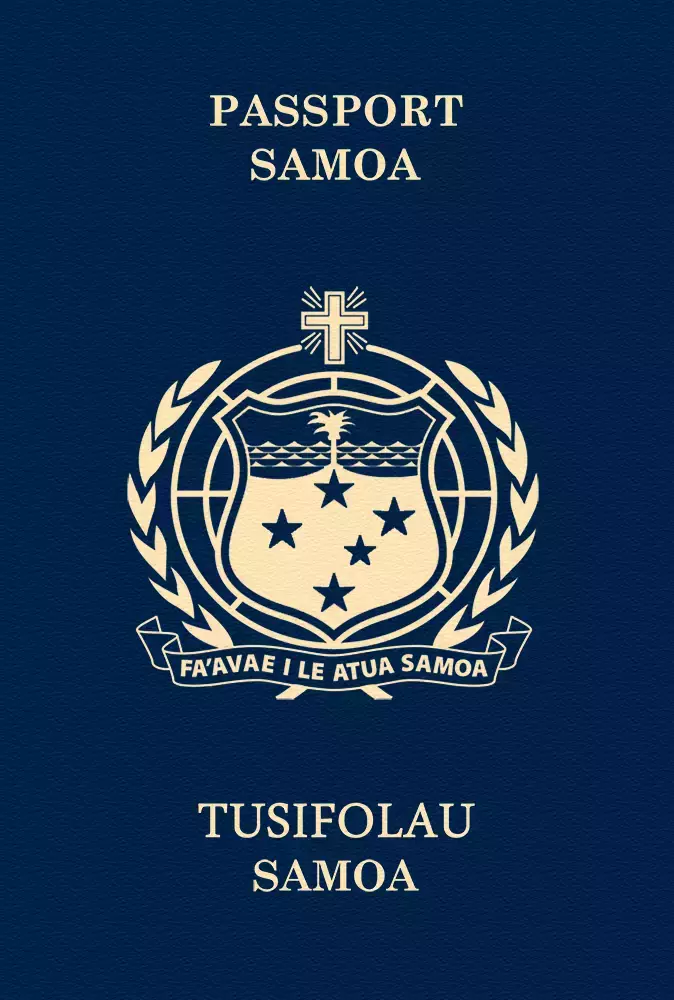 PASSPORT
SAMOA
FA'AVAE I LE ATUA SAMOA
TUSIFOLAU
SAMOA